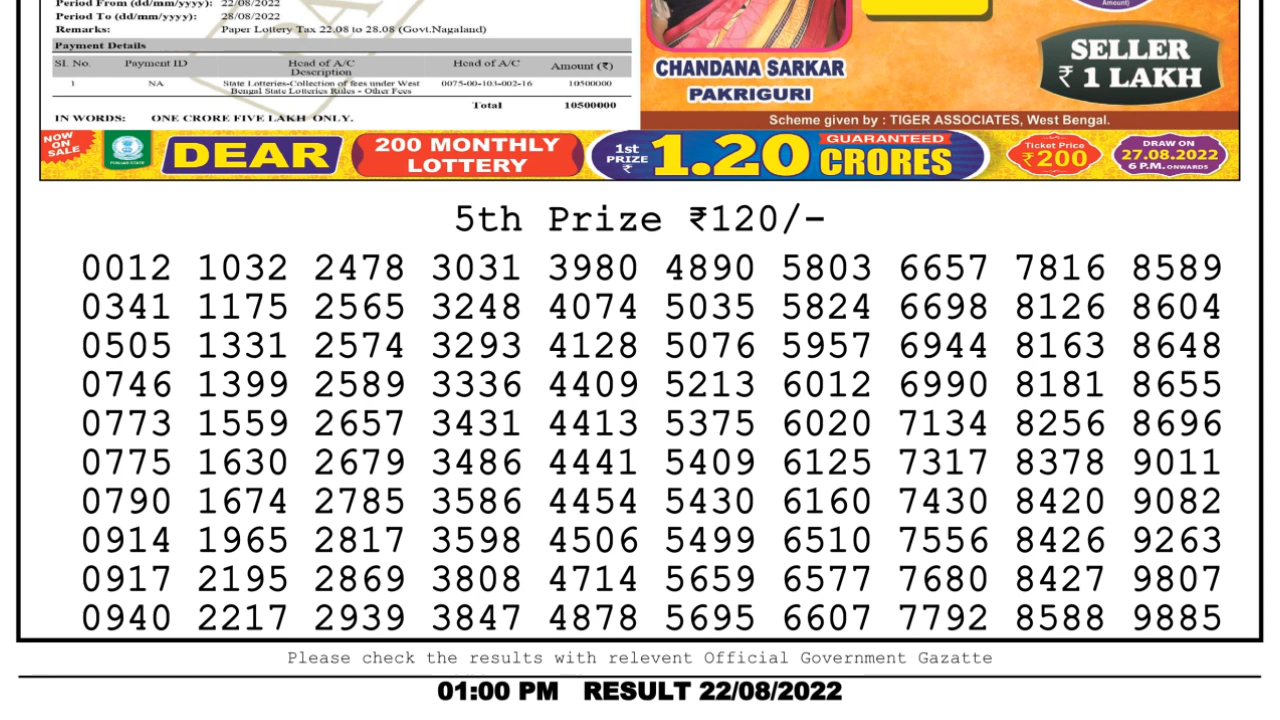 Period From (dd/mm/yyyy): 22/08/2022
Period To (dd/mm/yyyy): 28/08/2022
Remarks: Paper Lottery Tax 22.08 to 28.08 (Govt.Nagaland)
Payment Details
Sl. No. Payment ID Head of A/C Description Head of A/C Amount (₹)
1 NA State Lotteries-Collection of fees under West Bengal State Lotteries Rules - Other Fees 0075-00-103-002-16 10500000
Total 10500000
IN WORDS: ONE CRORE FIVE LAKH ONLY.
Amount)
CHANDANA SARKAR
PAKRIGURI
SELLER
₹ 1 LAKH
Scheme given by : TIGER ASSOCIATES, West Bengal.
NOW ON SALE
PUNJAB STATE
DEAR
200 MONTHLY
LOTTERY
1st PRIZE ₹ 1.20 GUARANTEED CRORES
Ticket Price
₹200
DRAW ON
27.08.2022
6 P.M. ONWARDS
5th Prize ₹120/-
0012 1032 2478 3031 3980 4890 5803 6657 7816 8589
0341 1175 2565 3248 4074 5035 5824 6698 8126 8604
0505 1331 2574 3293 4128 5076 5957 6944 8163 8648
0746 1399 2589 3336 4409 5213 6012 6990 8181 8655
0773 1559 2657 3431 4413 5375 6020 7134 8256 8696
0775 1630 2679 3486 4441 5409 6125 7317 8378 9011
0790 1674 2785 3586 4454 5430 6160 7430 8420 9082
0914 1965 2817 3598 4506 5499 6510 7556 8426 9263
0917 2195 2869 3808 4714 5659 6577 7680 8427 9807
0940 2217 2939 3847 4878 5695 6607 7792 8588 9885
Please check the results with relevent Official Government Gazatte
01:00 PM RESULT 22/08/2022